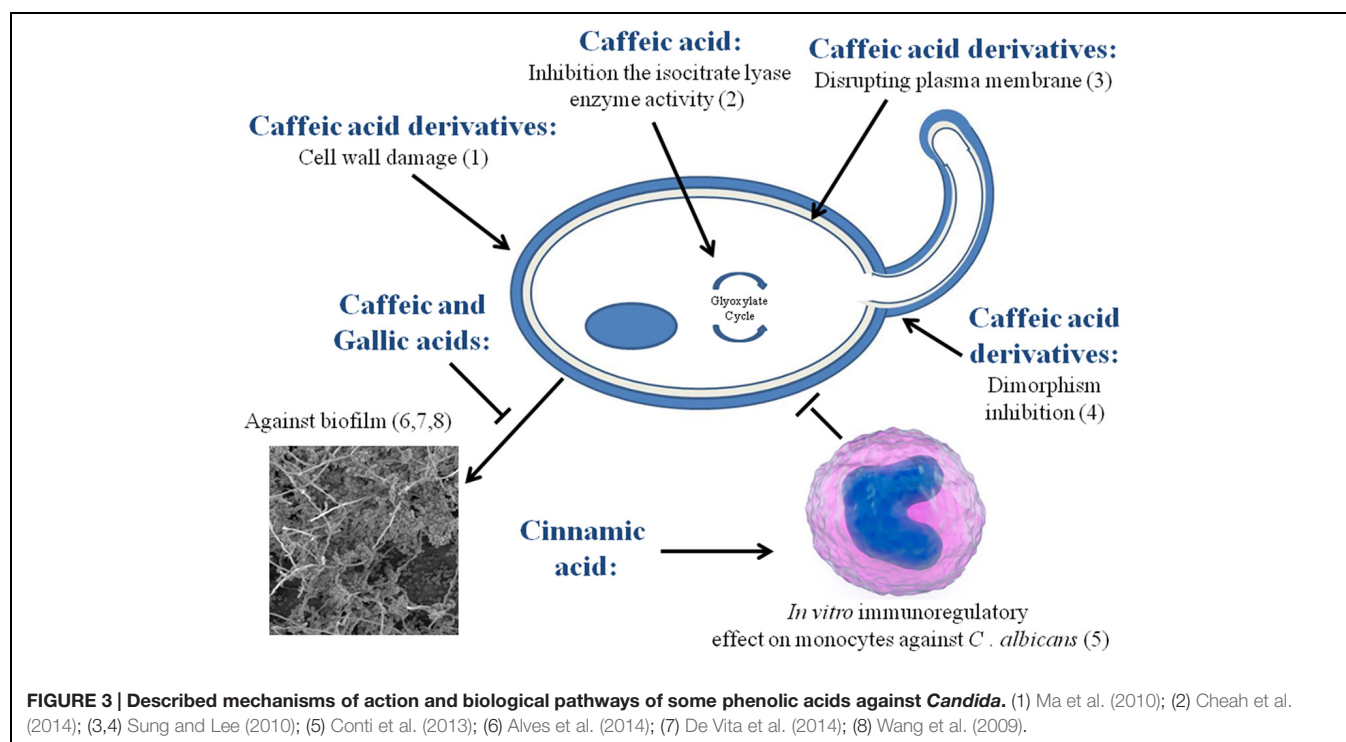 Caffeic acid:
Inhibition the isocitrate lyase
enzyme activity (2)
Caffeic acid derivatives:
Disrupting plasma membrane (3)
Caffeic acid derivatives:
Cell wall damage (1)
Glyoxylate
Cycle
Caffeic and
Gallic acids:
Against biofilm (6,7,8)
Caffeic acid
derivatives:
Dimorphism
inhibition (4)
Cinnamic
acid:
In vitro immunoregulatory
effect on monocytes against C . albicans (5)
FIGURE 3 | Described mechanisms of action and biological pathways of some phenolic acids against Candida. (1) Ma et al. (2010); (2) Cheah et al.
(2014); (3,4) Sung and Lee (2010); (5) Conti et al. (2013); (6) Alves et al. (2014); (7) De Vita et al. (2014); (8) Wang et al. (2009).